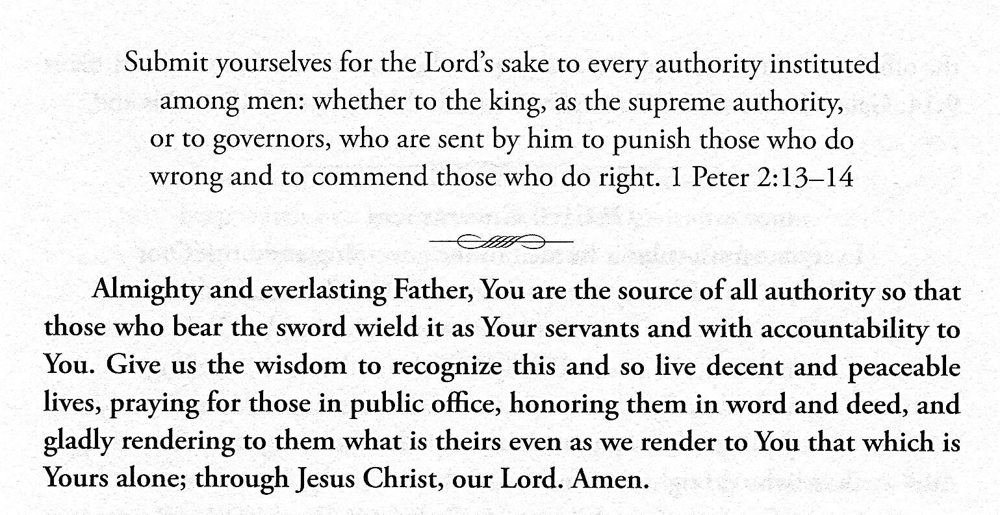 Submit yourselves for the Lord’s sake to every authority instituted
among men: whether to the king, as the supreme authority,
or to governors, who are sent by him to punish those who do
wrong and to commend those who do right. 1 Peter 2:13–14
Almighty and everlasting Father, You are the source of all authority so that
those who bear the sword wield it as Your servants and with accountability to
You. Give us the wisdom to recognize this and so live decent and peaceable
lives, praying for those in public office, honoring them in word and deed, and
gladly rendering to them what is theirs even as we render to You that which is
Yours alone; through Jesus Christ, our Lord. Amen.